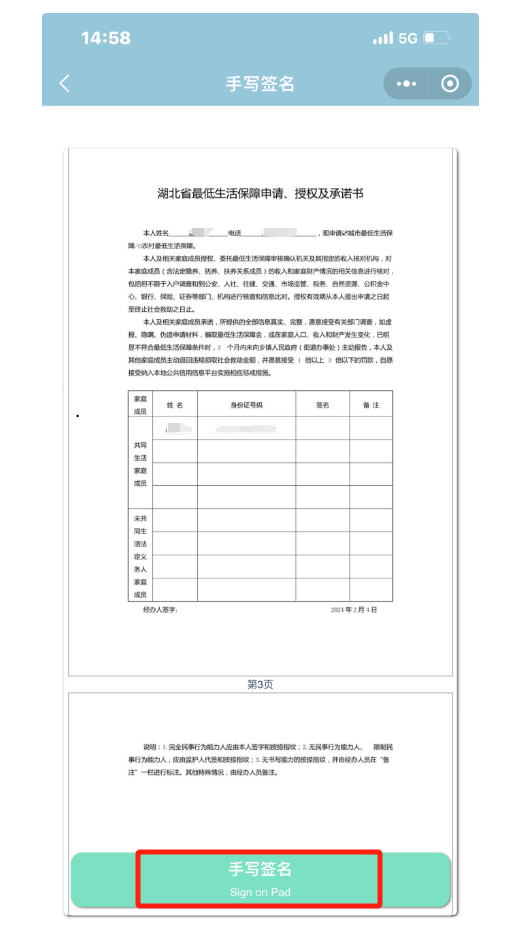 14:58
5G
手写签名
湖北省最低生活保障申请、授权及承诺书
本人姓名 电话 ，现申请☑城市最低生活保
障/□农村最低生活保障。
本人及相关家庭成员授权、委托最低生活保障审核确认机关及其指定的收入核对机构，对
本家庭成员（含法定赡养、抚养、扶养关系成员）的收入和家庭财产情况的相关信息进行核对，
包括但不限于入户调查和到公安、人社、住建、交通、市场监管、税务、自然资源、公积金中
心、银行、保险、证券等部门、机构进行核查和信息比对。授权有效期从本人提出申请之日起
至终止社会救助之日止。
本人及相关家庭成员承诺，所提供的全部信息真实、完整，愿意接受有关部门调查，如虚
报、隐瞒、伪造申请材料，骗取最低生活保障金，或在家庭人口、收入和财产发生变化，已明
显不符合最低生活保障条件时，3 个月内未向乡镇人民政府（街道办事处）主动报告，本人及
其他家庭成员主动退回违规领取社会救助金额，并愿意接受 1 倍以上 3 倍以下的罚款，自愿
接受纳入本地公共信用信息平台实施相应惩戒措施。
家庭
成员
姓 名 身份证号码 签名 备 注
共同
生活
家庭
成员
未共
同生
活法
定义
务人
家庭
成员
经办人签字： 2024 年 2 月 4 日
第3页
说明：1. 完全民事行为能力人应由本人签字和按捺指纹；2. 无民事行为能力人、 限制民
事行为能力人，应由监护人代签和按捺指纹；3. 无书写能力的按捺指纹，并由经办人员在“备
注”一栏进行标注。其他特殊情况，由经办人员备注。
手写签名
Sign on Pad